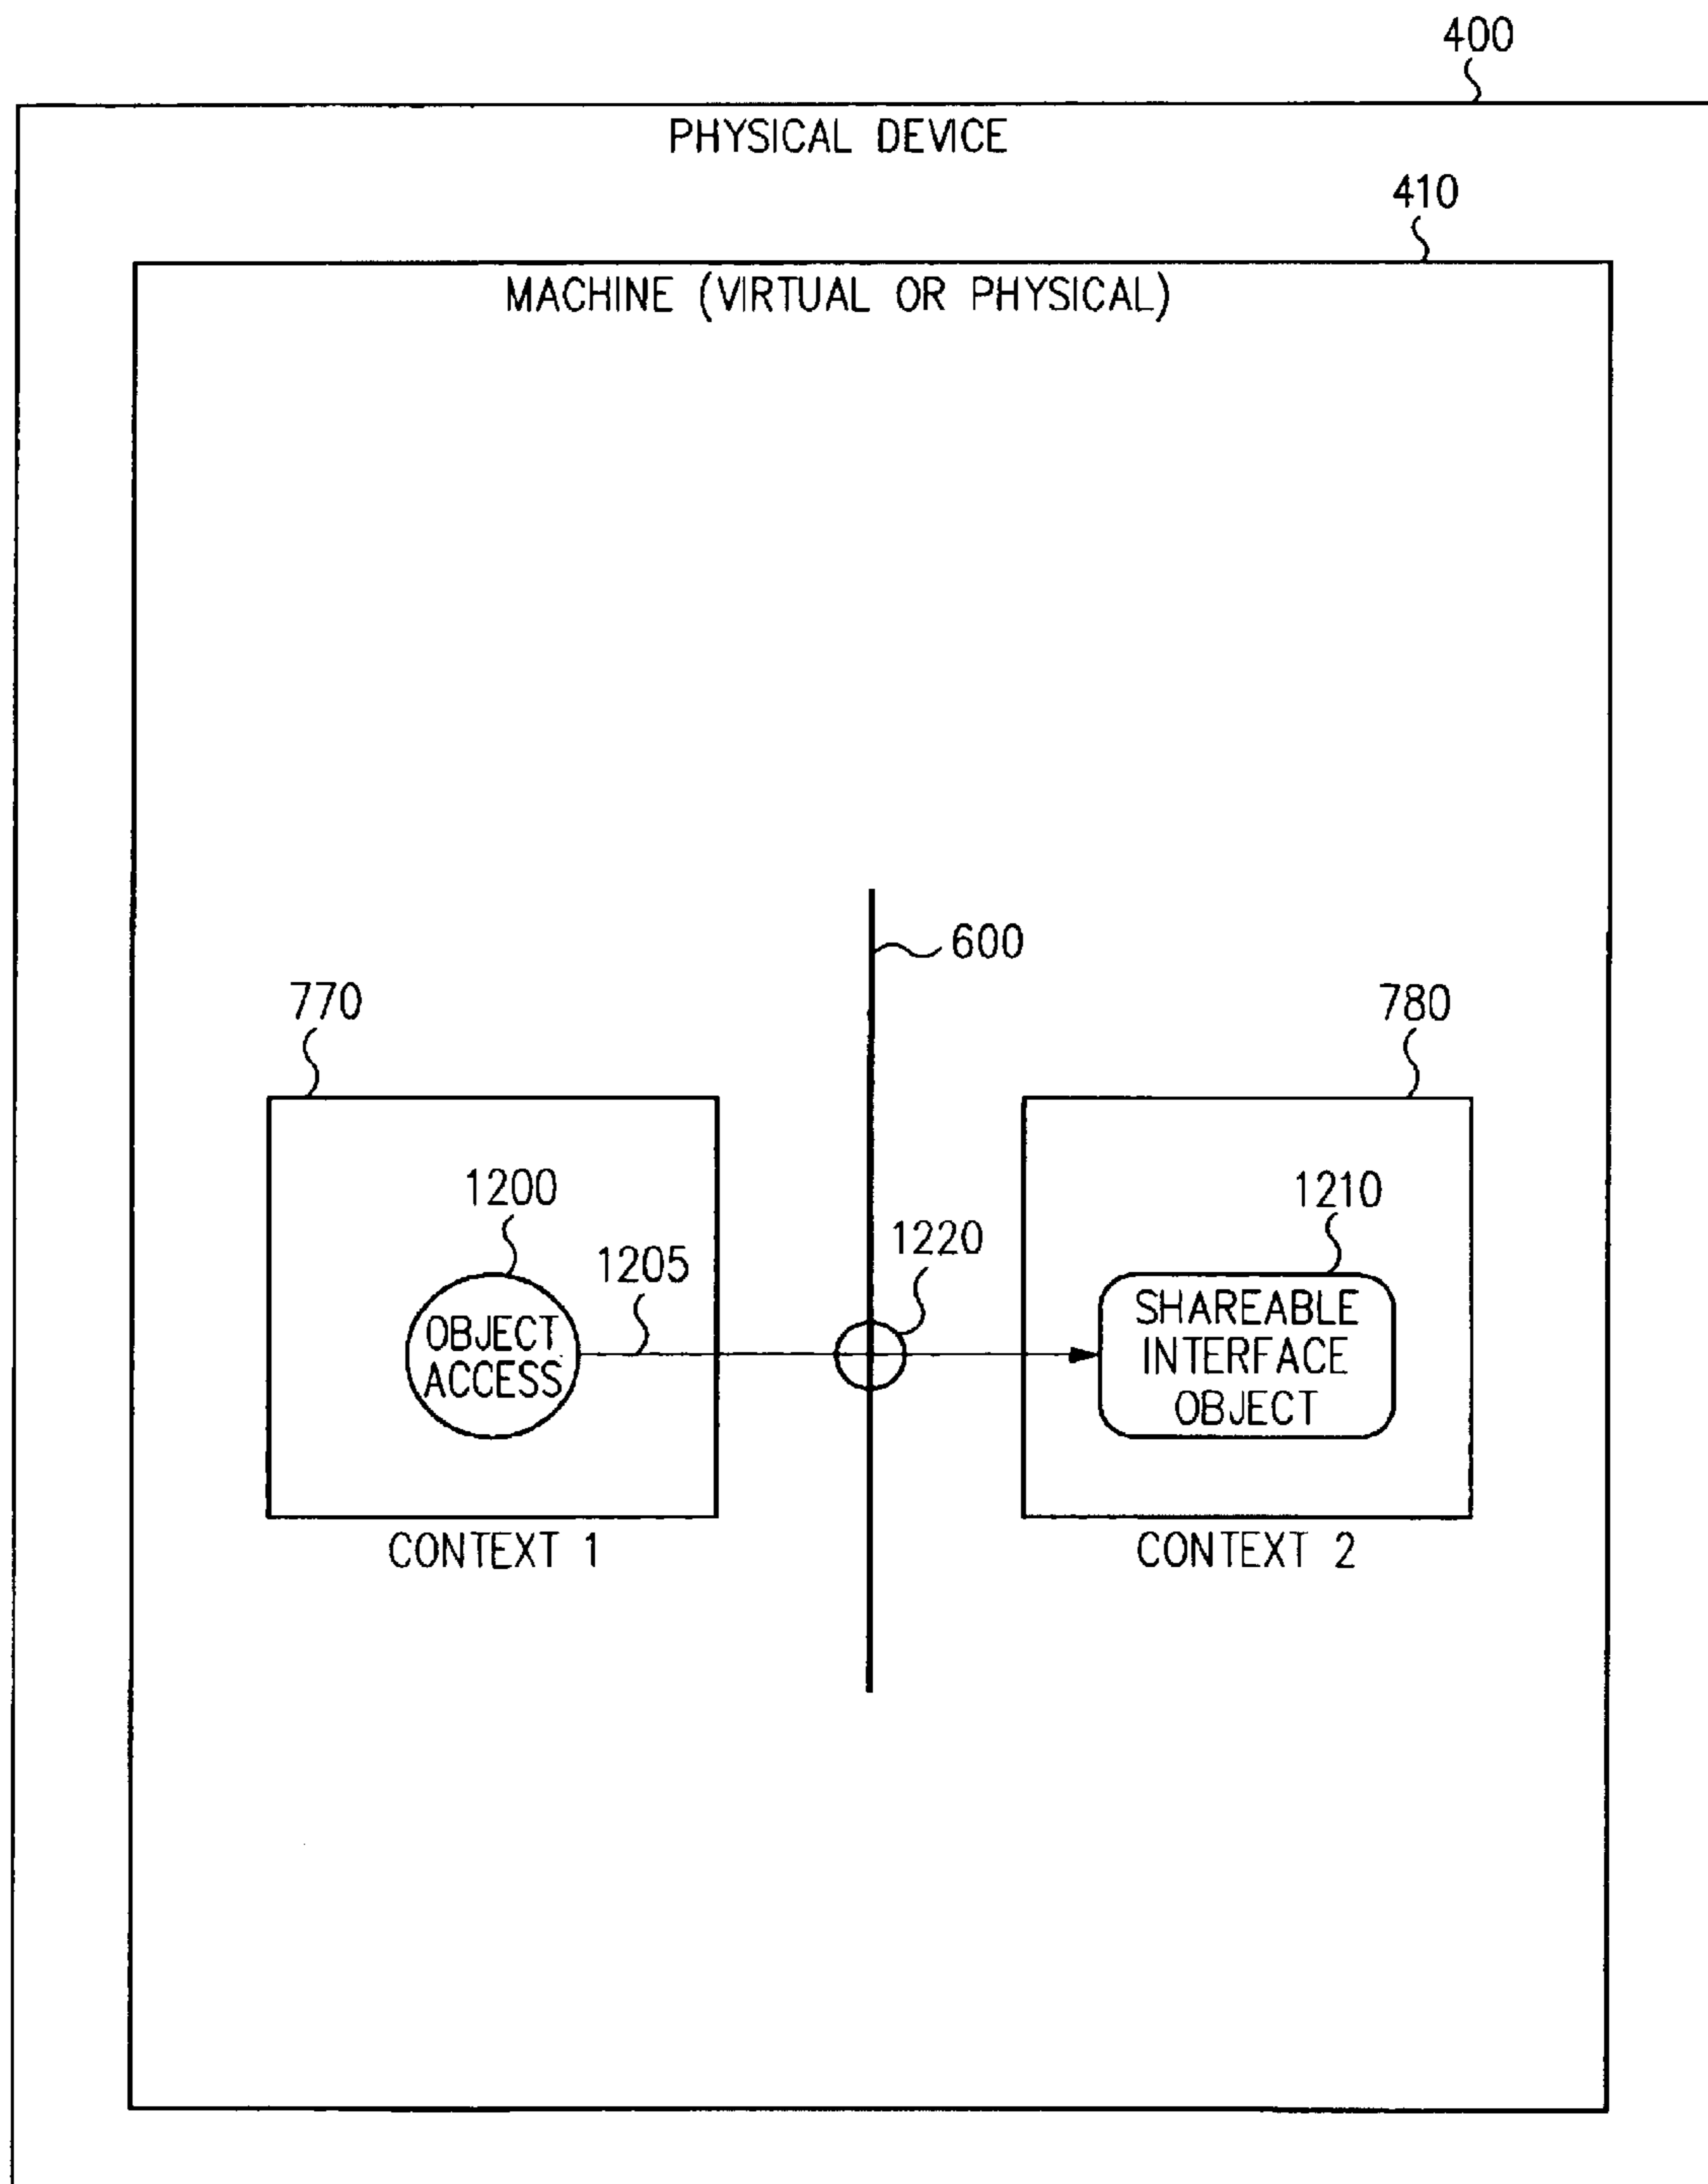 400
PHYSICAL DEVICE
410
MACHINE (VIRTUAL OR PHYSICAL)
600
770
780
1200
1210
1205
1220
OBJECT
ACCESS
SHAREABLE
INTERFACE
OBJECT
CONTEXT 1
CONTEXT 2